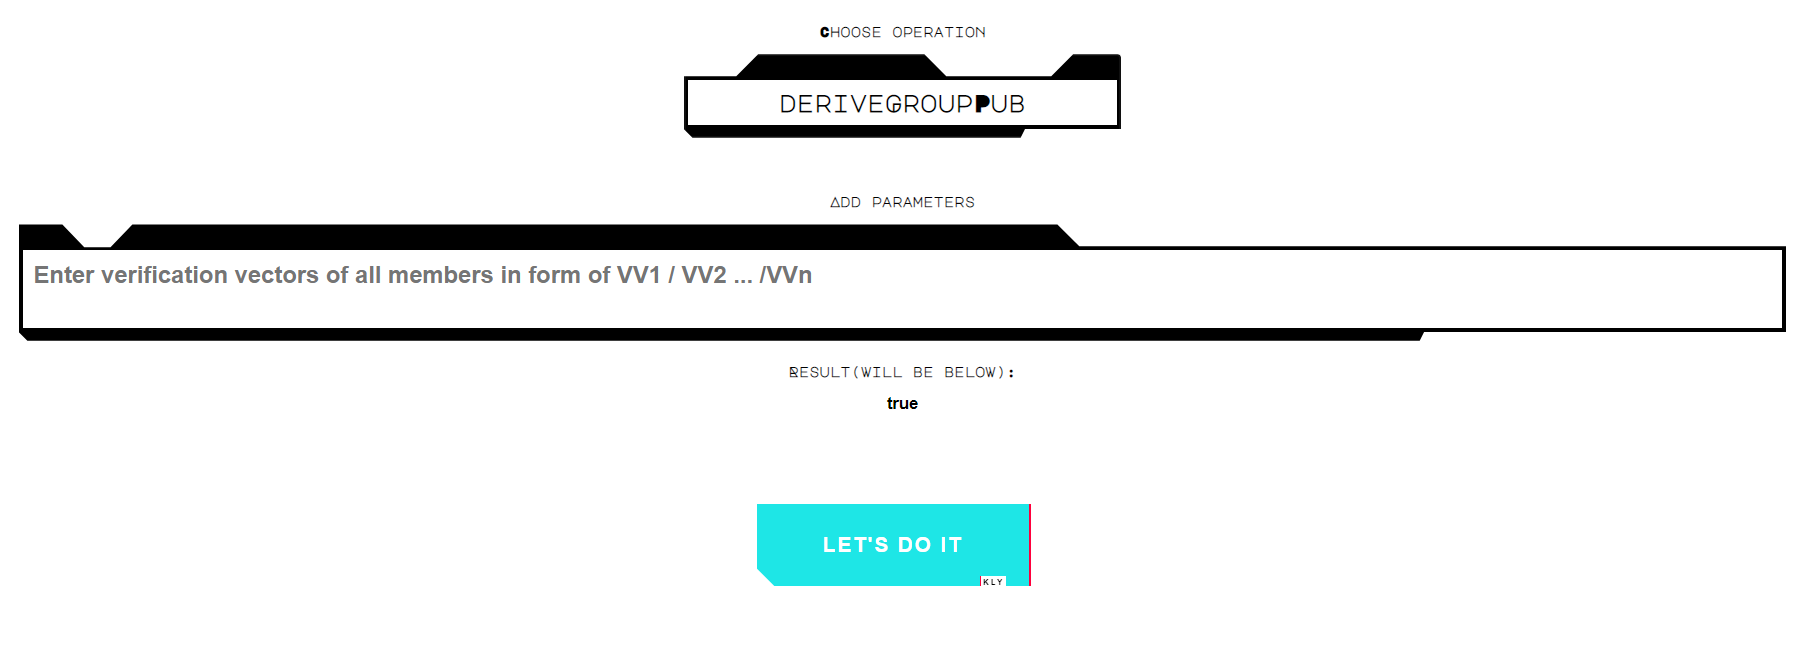 CHOOSE OPERATION
DERIVEGROUPPUB
ADD PARAMETERS
Enter verification vectors of all members in form of VV1 / VV2 ... /VVn
RESULT(WILL BE BELOW):
true
LET'S DO IT
KLY